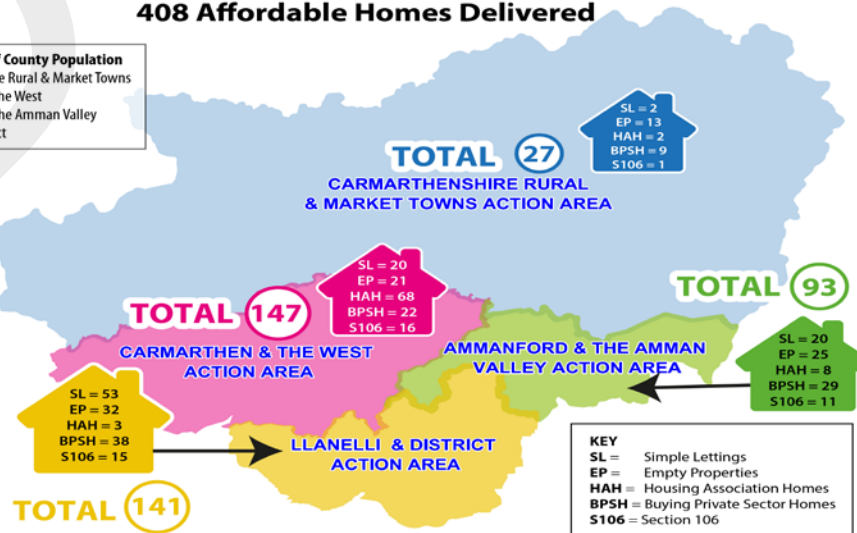 408 Affordable Homes Delivered
County Population
Rural & Market Towns
he West
he Amman Valley
ct
SL = 2
EP = 13
HAH = 2
BPSH = 9
S106 = 1
TOTAL 27
CARMARTHENSHIRE RURAL
& MARKET TOWNS ACTION AREA
SL = 20
EP = 21
HAH = 68
BPSH = 22
S106 = 16
TOTAL 147
CARMARTHEN & THE WEST
ACTION AREA
TOTAL 93
SL = 20
EP = 25
HAH = 8
BPSH = 29
S106 = 11
AMMANFORD & THE AMMAN
VALLEY ACTION AREA
SL = 53
EP = 32
HAH = 3
BPSH = 38
S106 = 15
LLANELLI & DISTRICT
ACTION AREA
TOTAL 141
KEY
SL = Simple Lettings
EP = Empty Properties
HAH = Housing Association Homes
BPSH = Buying Private Sector Homes
S106 = Section 106